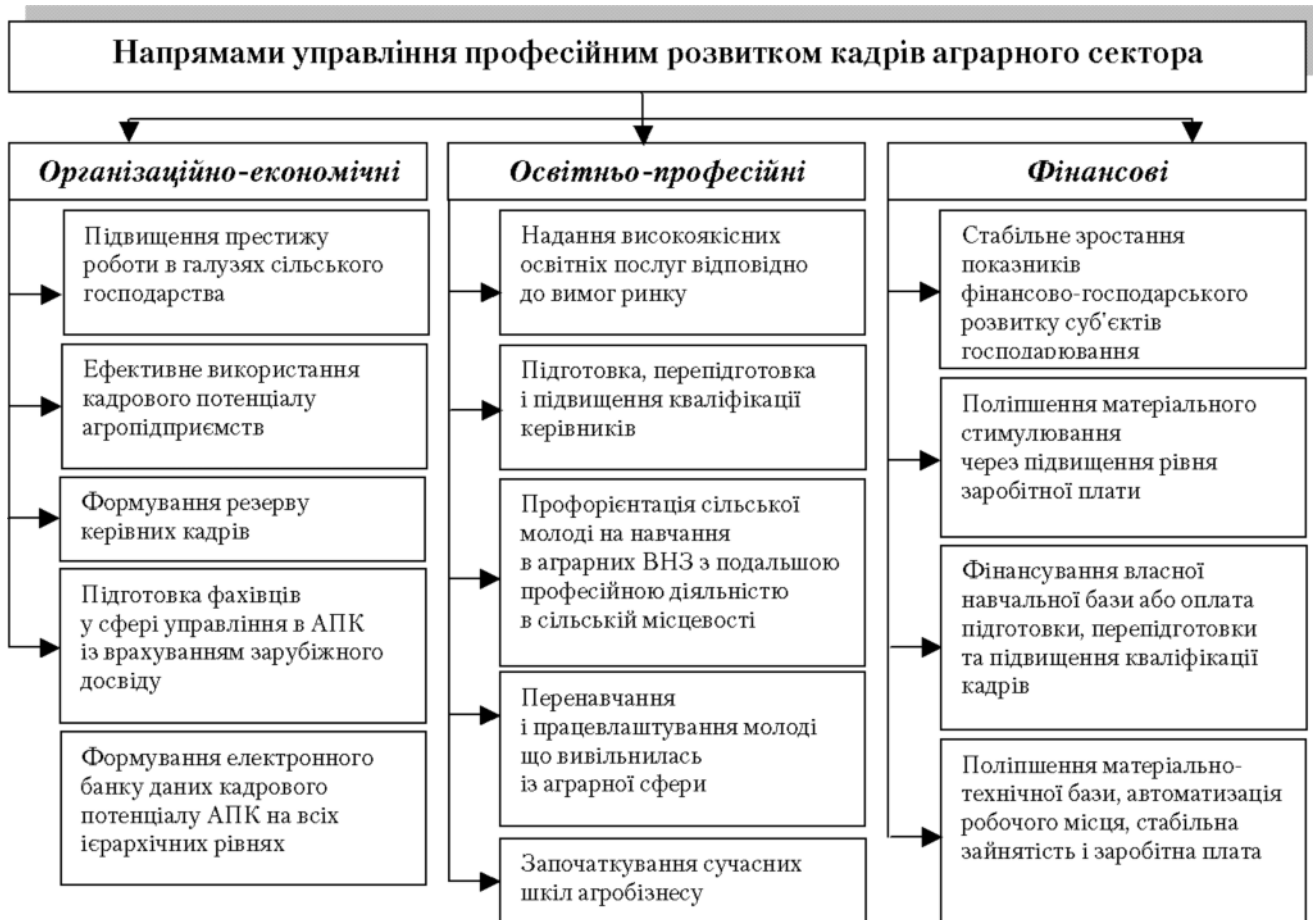 Напрямами управління професійним розвитком кадрів аграрного сектора
Організаційно-економічні
Підвищення престижу
роботи в галузях сільського
господарства
Ефективне використання
кадрового потенціалу
агропідприємств
Формування резерву
керівних кадрів
Підготовка фахівців
у сфері управління в АПК
із врахуванням зарубіжного
досвіду
Формування електронного
банку даних кадрового
потенціалу АПК на всіх
ієрархічних рівнях
Освітньо-професійні
Надання високоякісних
освітніх послуг відповідно
до вимог ринку
Підготовка, перепідготовка
і підвищення кваліфікації
керівників
Профорієнтація сільської
молоді на навчання
в аграрних ВНЗ з подальшою
професійною діяльністю
в сільській місцевості
Перенавчання
і працевлаштування молоді
що вивільнилась
із аграрної сфери
Започаткування сучасних
шкіл агробізнесу
Фінансові
Стабільне зростання
показників
фінансово-господарського
розвитку суб'єктів
господарювання
Поліпшення матеріального
стимулювання
через підвищення рівня
заробітної плати
Фінансування власної
навчальної бази або оплата
підготовки, перепідготовки
та підвищення кваліфікації
кадрів
Поліпшення матеріально-
технічної бази, автоматизація
робочого місця, стабільна
зайнятість і заробітна плата